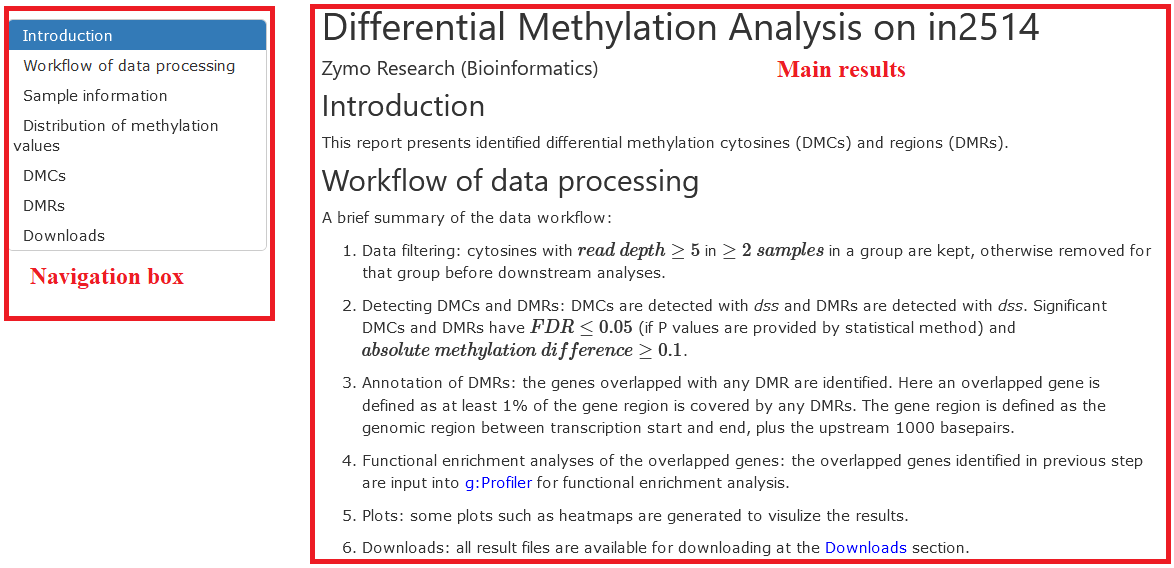 Introduction
Workflow of data processing
Sample information
Distribution of methylation
values
DMCs
DMRs
Downloads
Navigation box
Differential Methylation Analysis on in2514
Zymo Research (Bioinformatics)
Main results
Introduction
This report presents identified differential methylation cytosines (DMCs) and regions (DMRs).
Workflow of data processing
A brief summary of the data workflow:
1. Data filtering: cytosines with read depth ≥ 5 in ≥ 2 samples in a group are kept, otherwise removed for
that group before downstream analyses.
2. Detecting DMCs and DMRs: DMCs are detected with dss and DMRs are detected with dss. Significant
DMCs and DMRs have FDR ≤ 0.05 (if P values are provided by statistical method) and
absolute methylation difference ≥ 0.1.
3. Annotation of DMRs: the genes overlapped with any DMR are identified. Here an overlapped gene is
defined as at least 1% of the gene region is covered by any DMRs. The gene region is defined as the
genomic region between transcription start and end, plus the upstream 1000 basepairs.
4. Functional enrichment analyses of the overlapped genes: the overlapped genes identified in previous step
are input into g:Profiler for functional enrichment analysis.
5. Plots: some plots such as heatmaps are generated to visulize the results.
6. Downloads: all result files are available for downloading at the Downloads section.